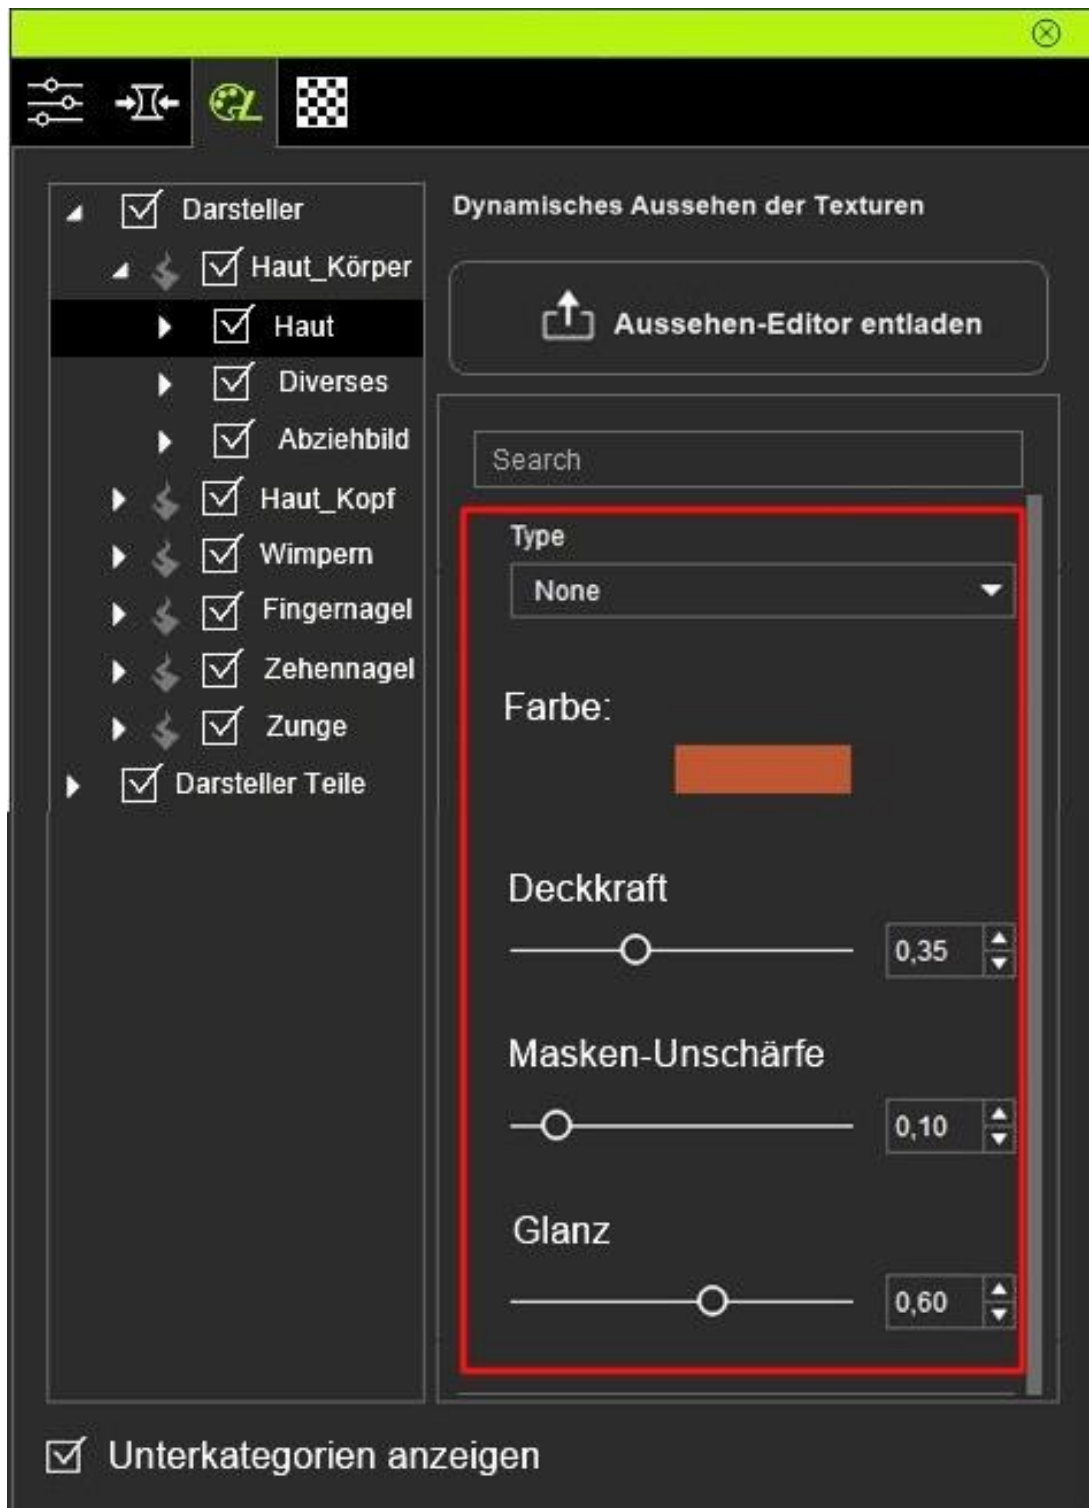 Darsteller
Haut_Körper
Haut
Diverses
Abziehbild
Haut_Kopf
Wimpern
Fingernagel
Zehennagel
Zunge
Darsteller Teile
Dynamisches Aussehen der Texturen
Aussehen-Editor entladen
Search
Type
None
Farbe:
Deckkraft
0,35
Masken-Unschärfe
0,10
Glanz
0,60
Unterkategorien anzeigen